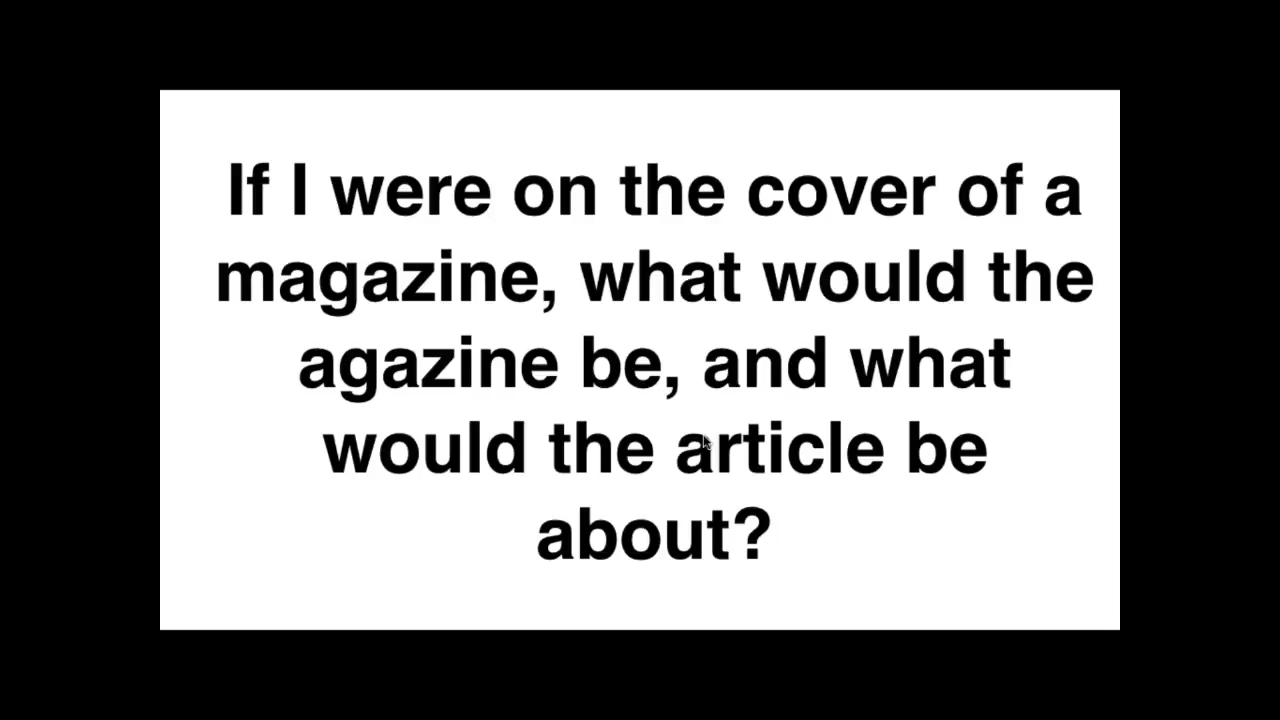 If I were on the cover of a
magazine, what would the
agazine be, and what
would the article be
about?